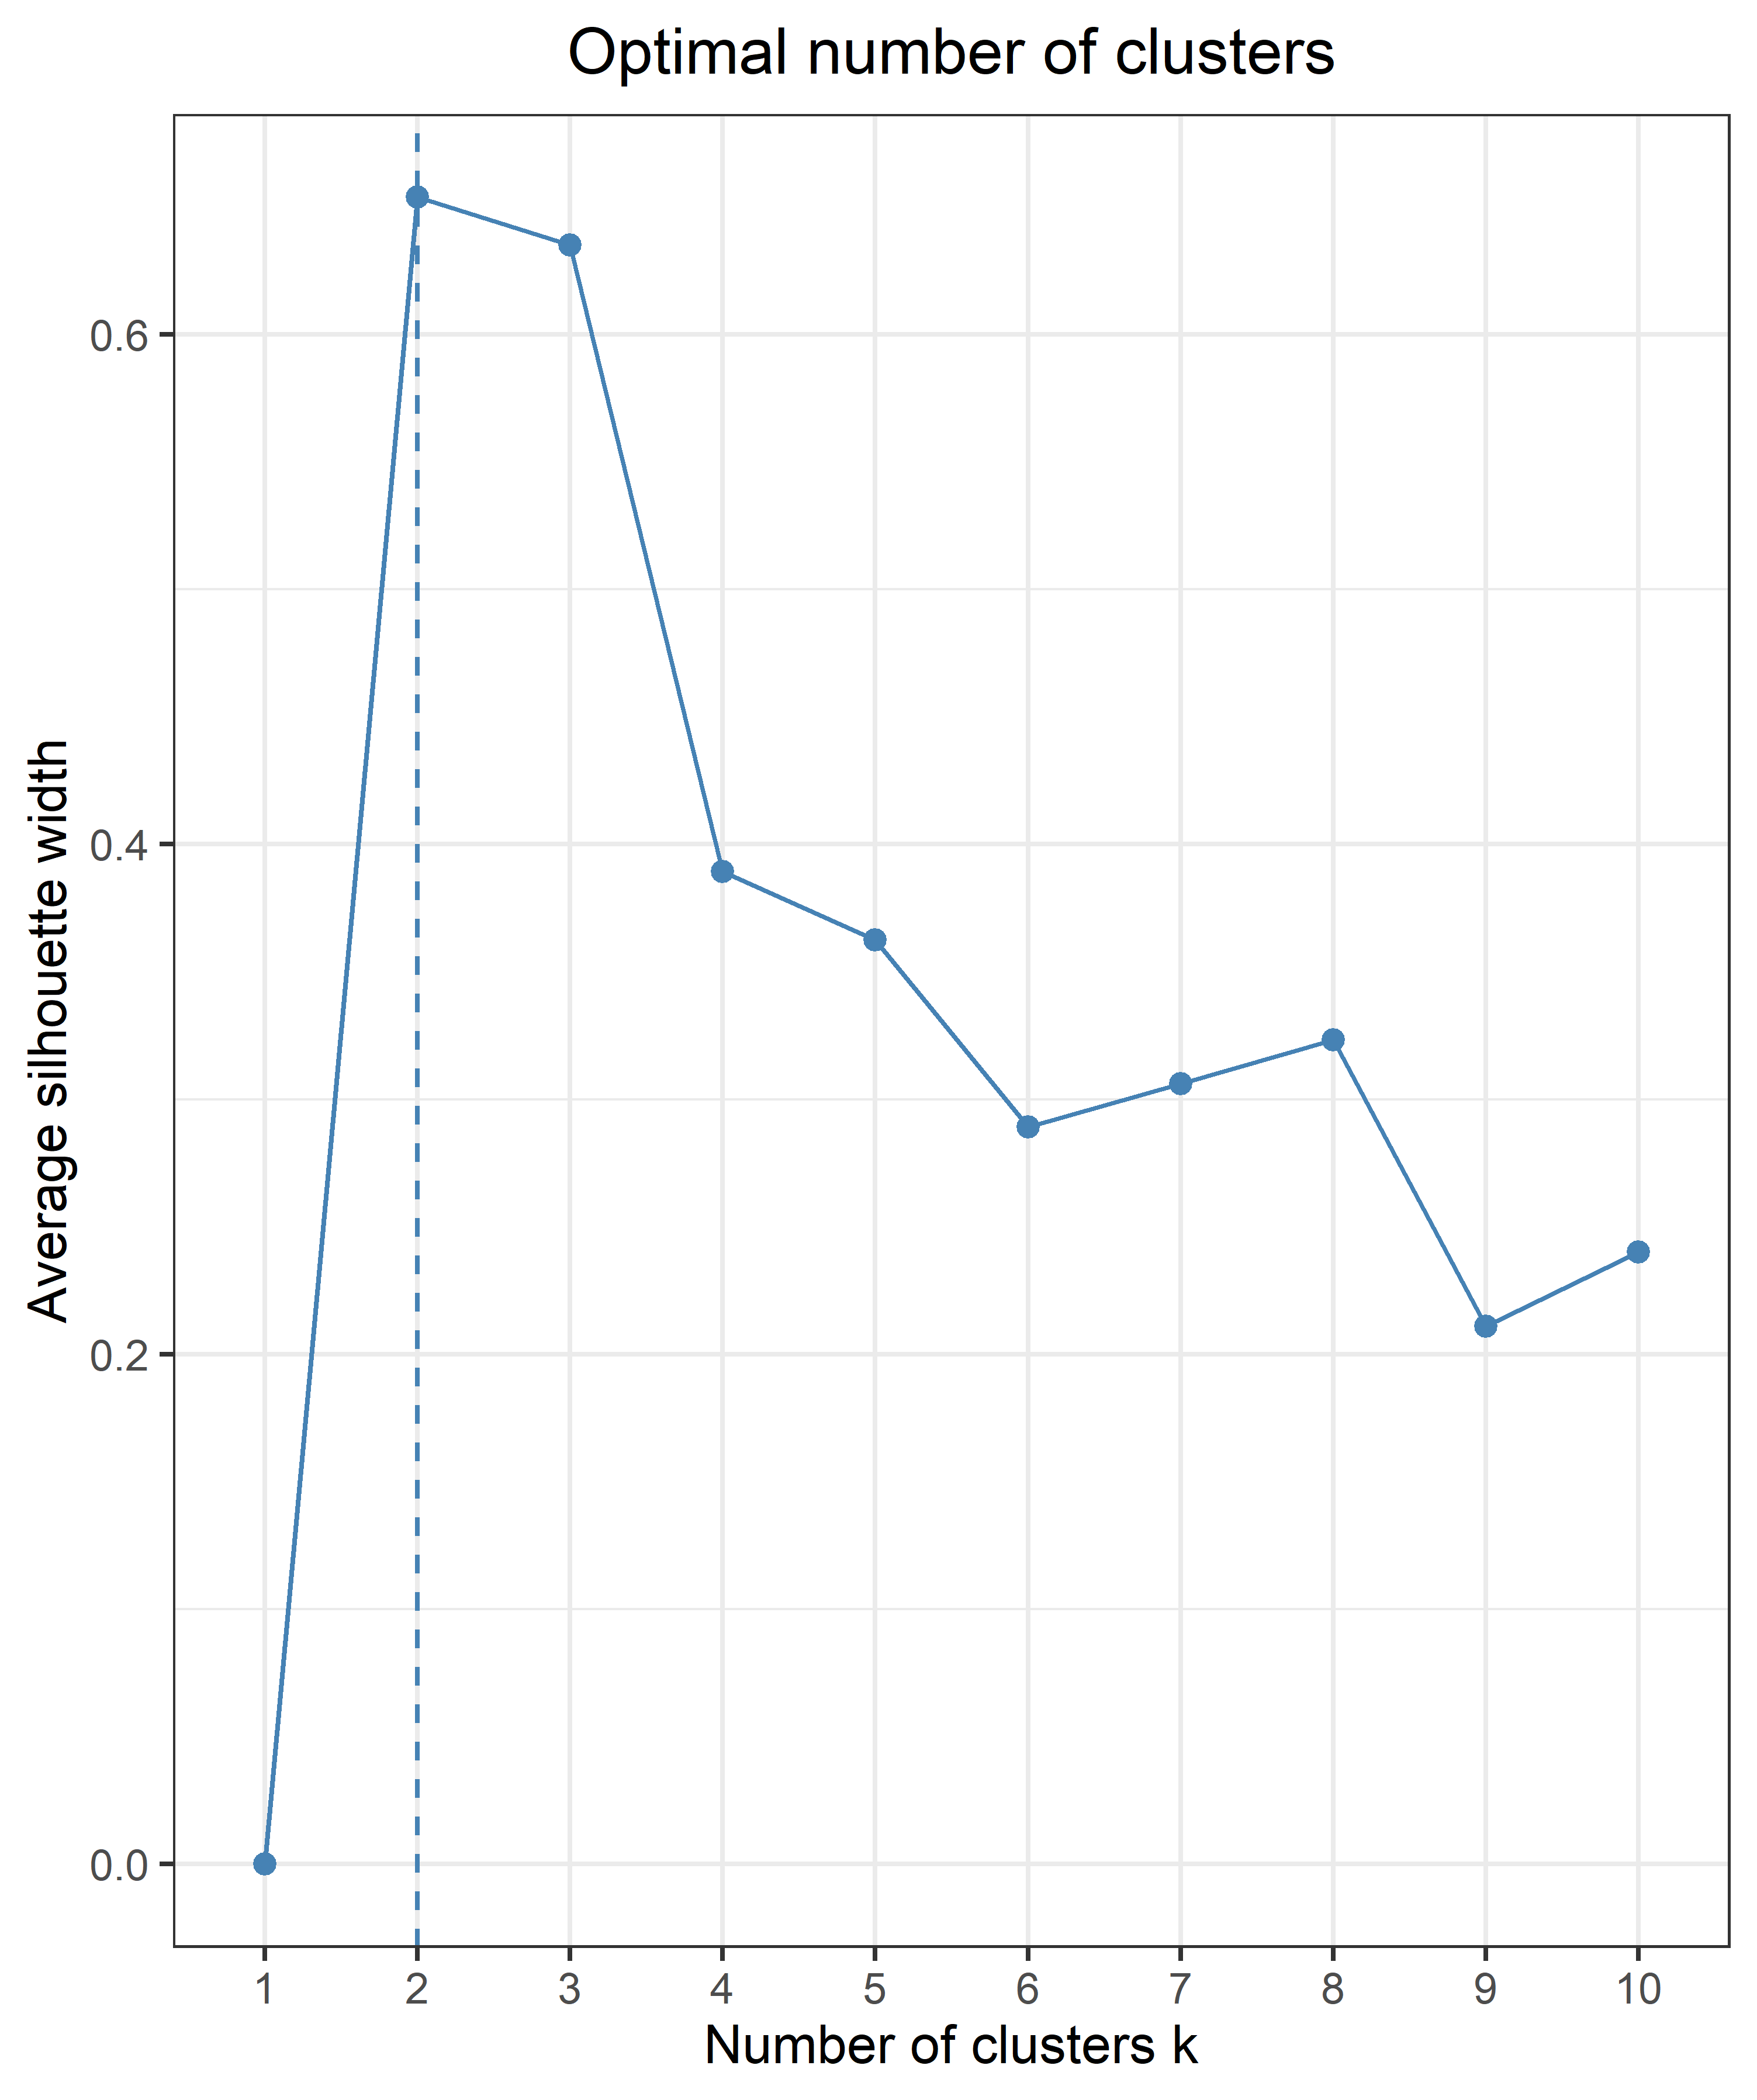 Optimal number of clusters
Average silhouette width
0.6
0.4
0.2
0.0
1 2 3 4 5 6 7 8 9 10
Number of clusters k